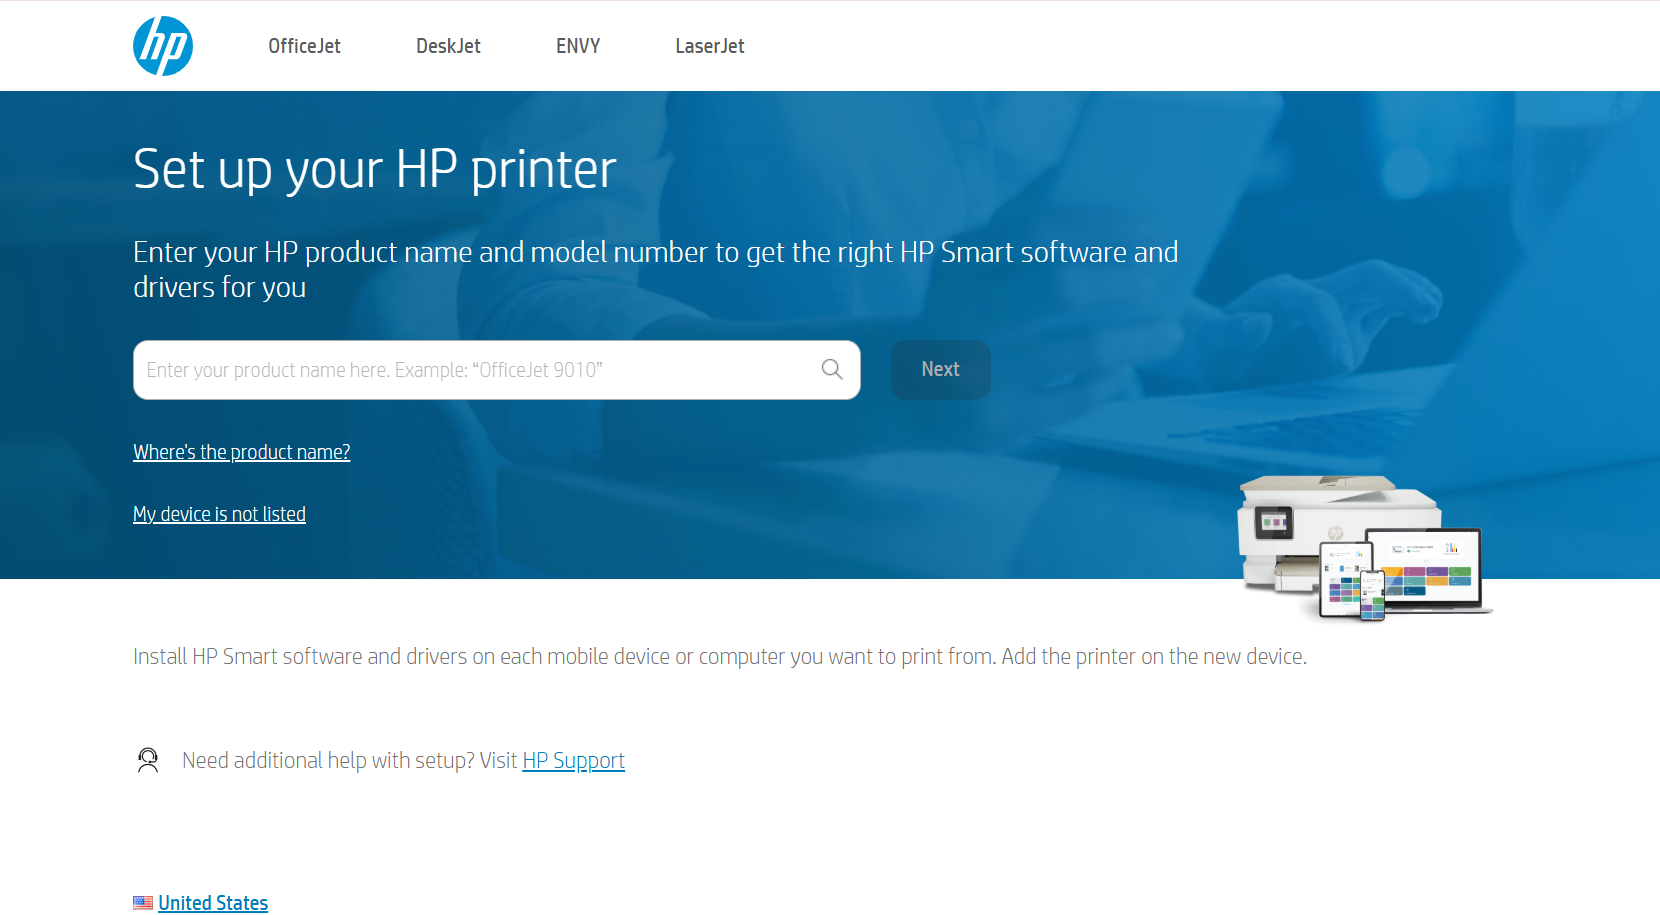 hp
OfficeJet
DeskJet
ENVY
LaserJet
Set up your HP printer
Enter your HP product name and model number to get the right HP Smart software and
drivers for you
Enter your product name here. Example: “OfficeJet 9010”
Next
Where's the product name?
My device is not listed
Install HP Smart software and drivers on each mobile device or computer you want to print from. Add the printer on the new device.
Need additional help with setup? Visit HP Support
United States